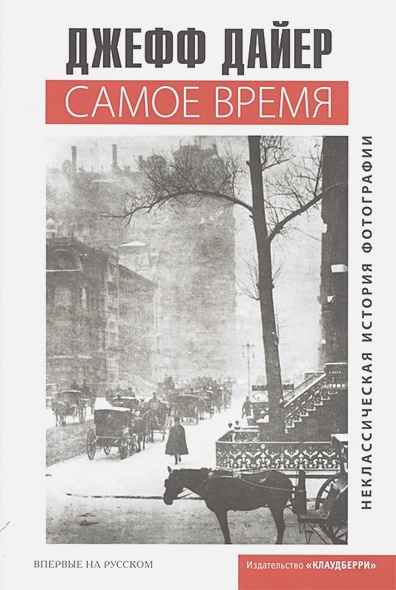 ДЖЕФФ ДАЙЕР
САМОЕ ВРЕМЯ
НЕКЛАССИЧЕСКАЯ ИСТОРИЯ ФОТОГРАФИИ
ВПЕРВЫЕ НА РУССКОМ
Издательство «КЛАУДБЕРРИ»